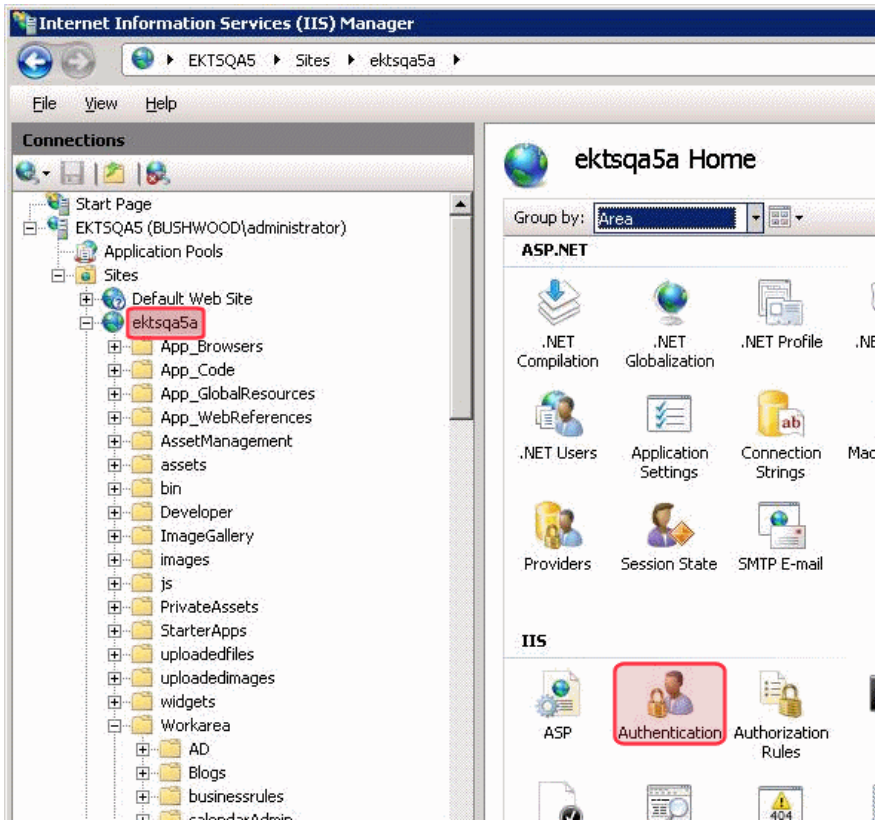 Internet Information Services (IIS) Manager
EKTSQA5 Sites ektsqa5a
File View Help
Connections
Start Page
EKTSQA5 (BUSHWOOD\administrator)
Application Pools
Sites
Default Web Site
ektsqa5a
App_Browsers
App_Code
App_GlobalResources
App_WebReferences
AssetManagement
assets
bin
Developer
ImageGallery
images
js
PrivateAssets
StarterApps
uploadedfiles
uploadedimages
widgets
Workarea
AD
Blogs
businessrules
calendarAdmin
ektsqa5a Home
Group by: Area
ASP.NET
.NET Compilation
.NET Globalization
.NET Profile
.NET Users
Application Settings
Connection Strings
ab
Providers
Session State
SMTP E-mail
IIS
ASP
Authentication
Authorization Rules
404